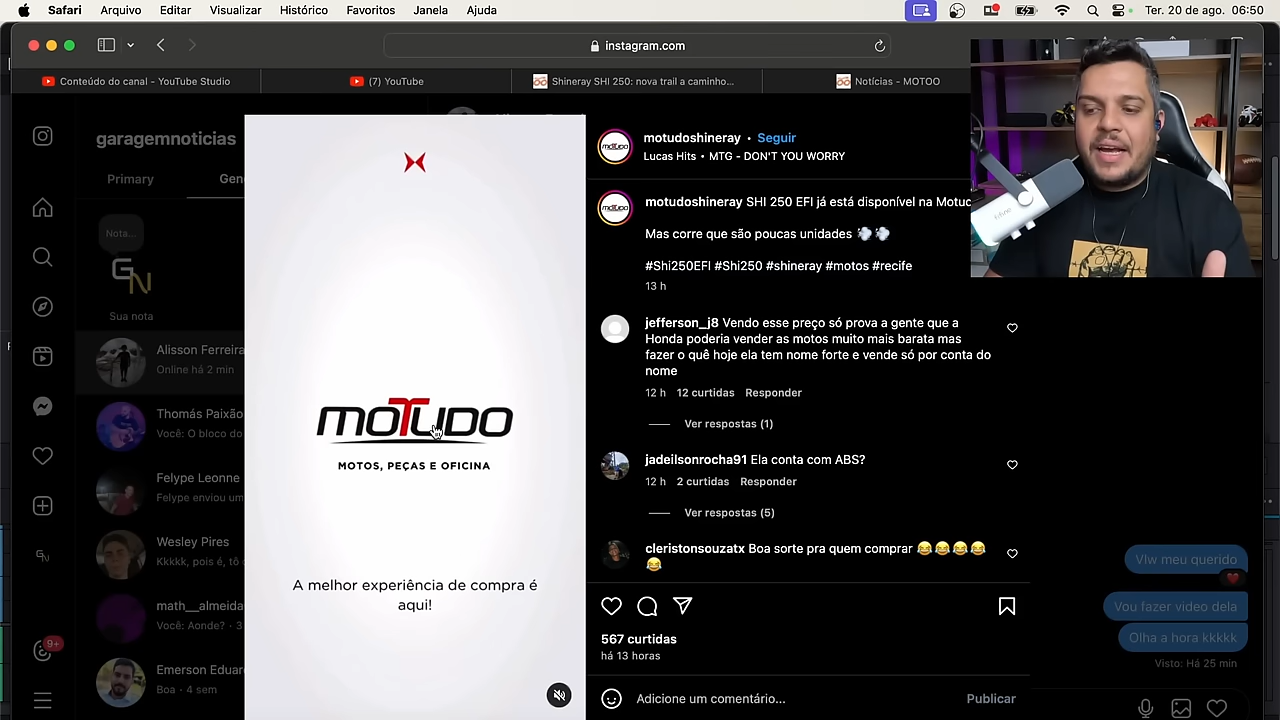 Safari Arquivo Editar Visualizar Histórico Favoritos Janela Ajuda Ter. 20 de ago. 06:50
instagram.com
Conteúdo do canal - YouTube Studio
(7) YouTube
Shineray SHI 250: nova trail a caminho...
Notícias - MOTOO
garagemnoticias
Primary
Gen
Nota...
GN
Sua nota
Alisson Ferreira
Online há 2 min
Thomás Paixão
Você: O bloco do
Felype Leonne
Felype enviou um
Wesley Pires
Kkkkk, pois é, tô
math__almeida
Você: Aonde? · 3
Emerson Eduar
Boa · 4 sem
9+
MOTUDO
MOTOS, PEÇAS E OFICINA
A melhor experiência de compra é
aqui!
motudoshineray • Seguir
Lucas Hits • MTG - DON'T YOU WORRY
motudoshineray SHI 250 EFI já está disponível na Motud
Mas corre que são poucas unidades 💨💨
#Shi250EFI #Shi250 #shineray #motos #recife
13 h
jefferson_j8 Vendo esse preço só prova a gente que a
Honda poderia vender as motos muito mais barata mas
fazer o quê hoje ela tem nome forte e vende só por conta do
nome
12 h 12 curtidas Responder
Ver respostas (1)
jadeilsonrocha91 Ela conta com ABS?
12 h 2 curtidas Responder
Ver respostas (5)
cleristonsouzatx Boa sorte pra quem comprar 😂😂😂😂
😂
567 curtidas
há 13 horas
Adicione um comentário... Publicar
Vlw meu querido
Vou fazer video dela
Olha a hora kkkkk
Visto: Há 25 min